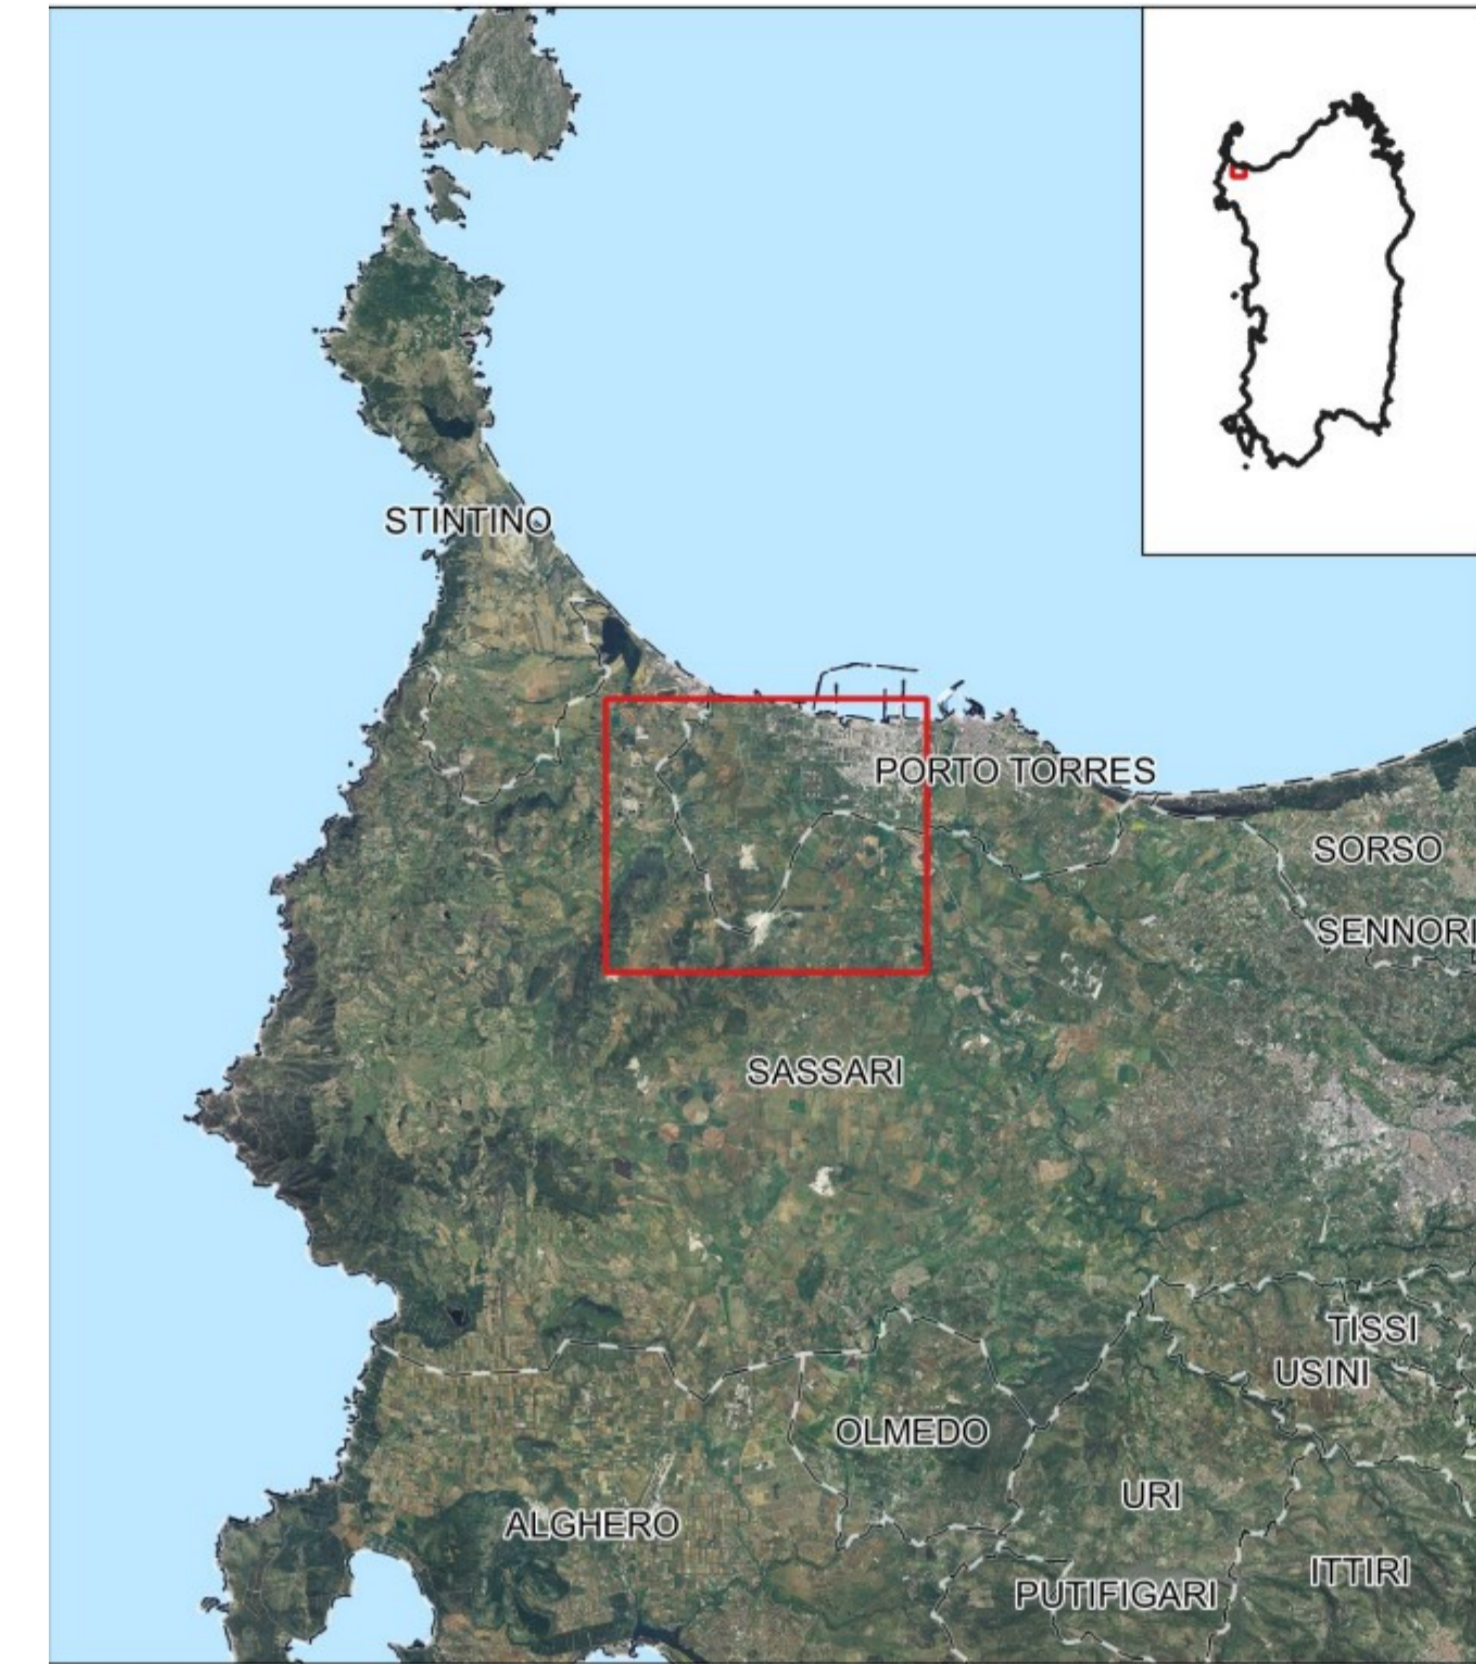 STINTINO
PORTO TORRES
SORSO
SENNORI
SASSARI
TISSI
USINI
OLMEDO
URI
ALGHERO
ITTIRI
PUTIFIGARI